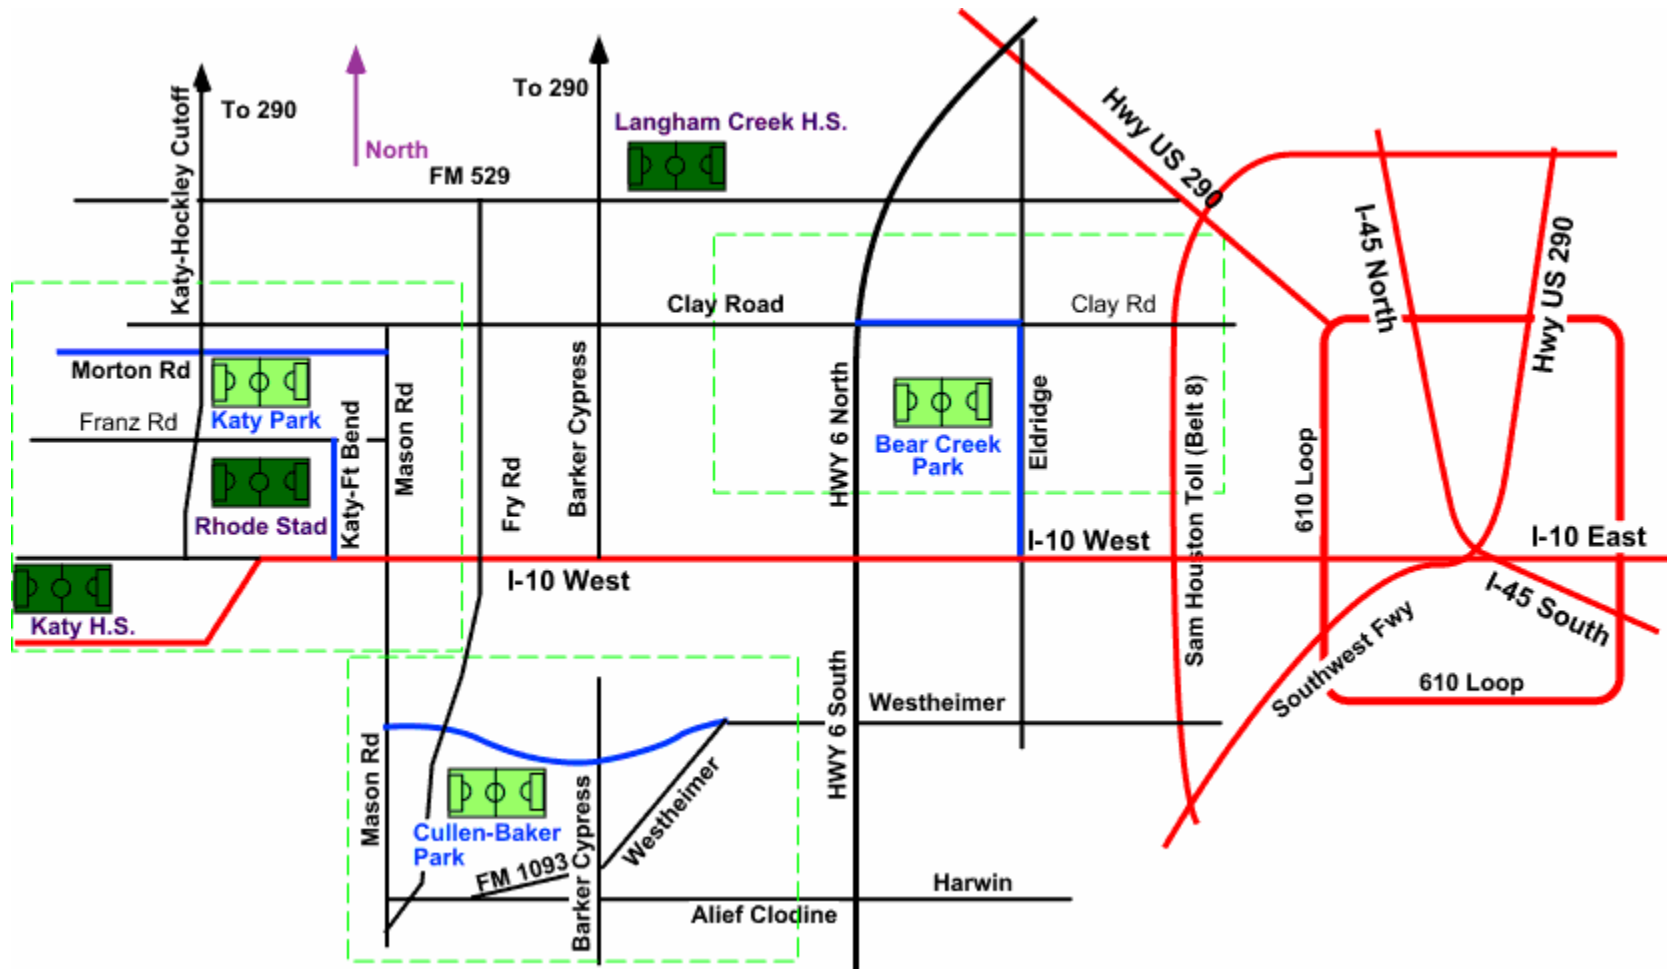 Katy-Hockley Cutoff
To 290
North
To 290
Langham Creek H.S.
FM 529
Hwy US 290
I-45 North
Hwy US 290
Clay Road
Clay Rd
Morton Rd
Katy Park
Franz Rd
Katy-Ft Bend
Mason Rd
Rhode Stad
Fry Rd
Barker Cypress
HWY 6 North
Bear Creek
Park
Eldridge
Sam Houston Toll (Belt 8)
610 Loop
I-10 West
I-10 West
I-10 East
I-45 South
Katy H.S.
Southwest Fwy
610 Loop
HWY 6 South
Westheimer
Mason Rd
Cullen-Baker
Park
FM 1093
Barker Cypress
Westheimer
Harwin
Alief Clodine